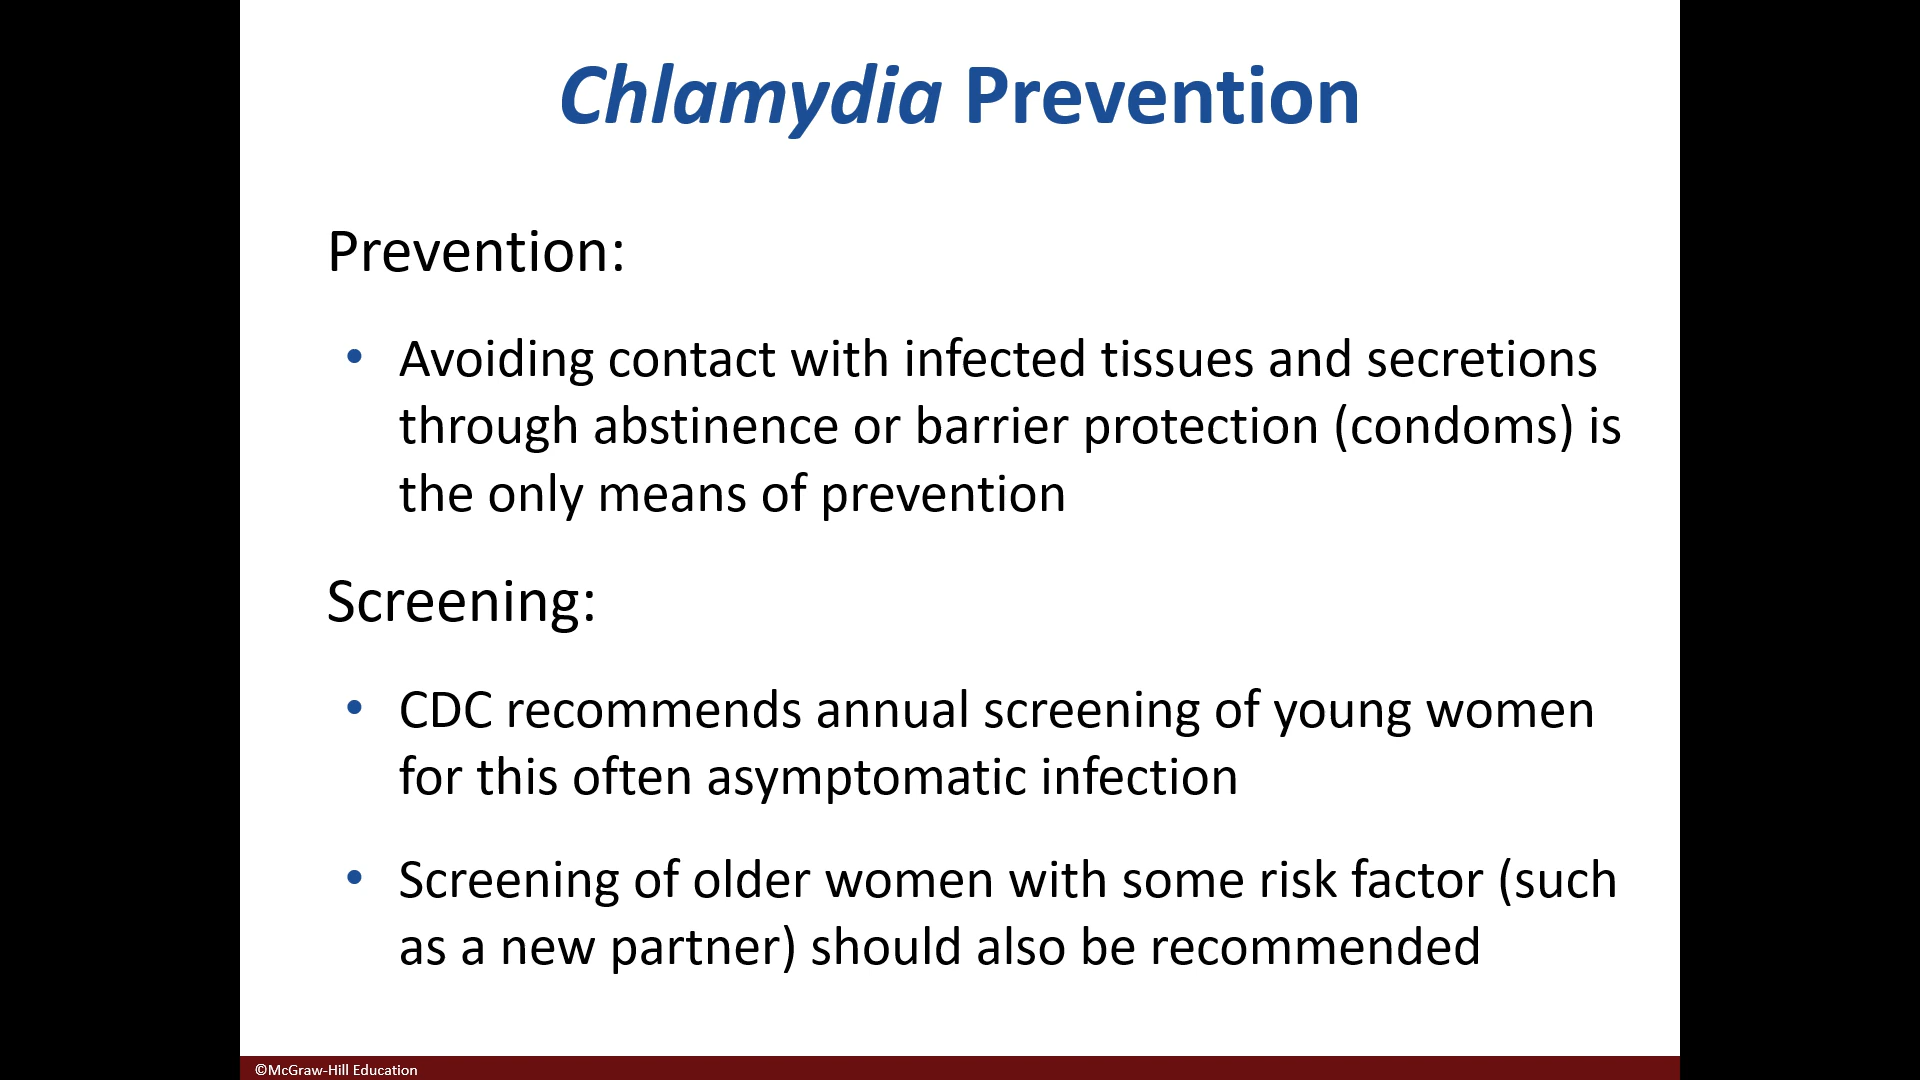 Chlamydia Prevention
Prevention:
• Avoiding contact with infected tissues and secretions
through abstinence or barrier protection (condoms) is
the only means of prevention
Screening:
• CDC recommends annual screening of young women
for this often asymptomatic infection
• Screening of older women with some risk factor (such
as a new partner) should also be recommended
©McGraw-Hill Education